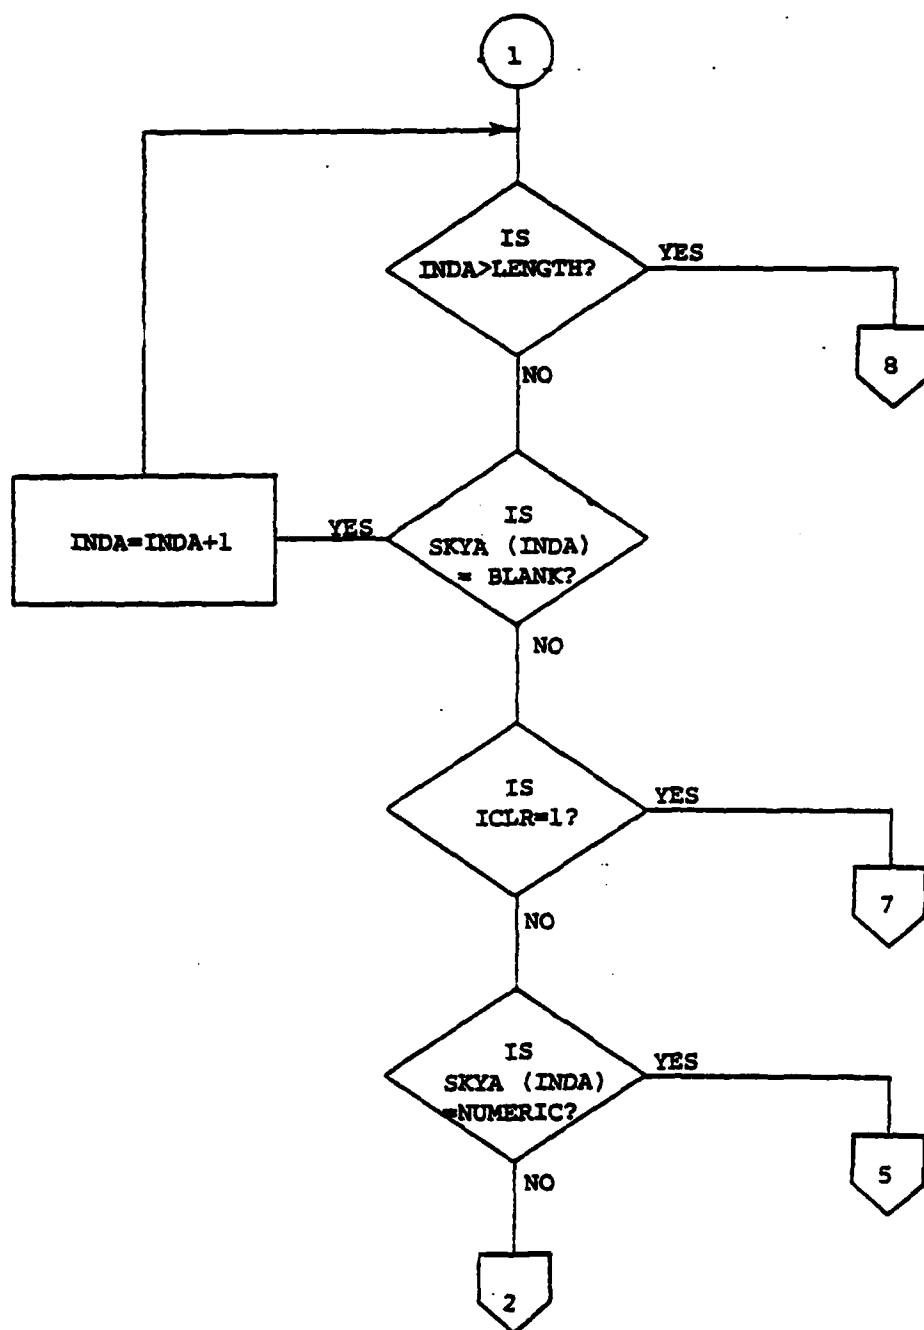 1
IS
INDA>LENGTH?
YES
8
NO
INDA=INDA+1
YES
IS
SKYA (INDA)
= BLANK?
NO
IS
ICLR=1?
YES
7
NO
IS
SKYA (INDA)
=NUMERIC?
YES
5
NO
2